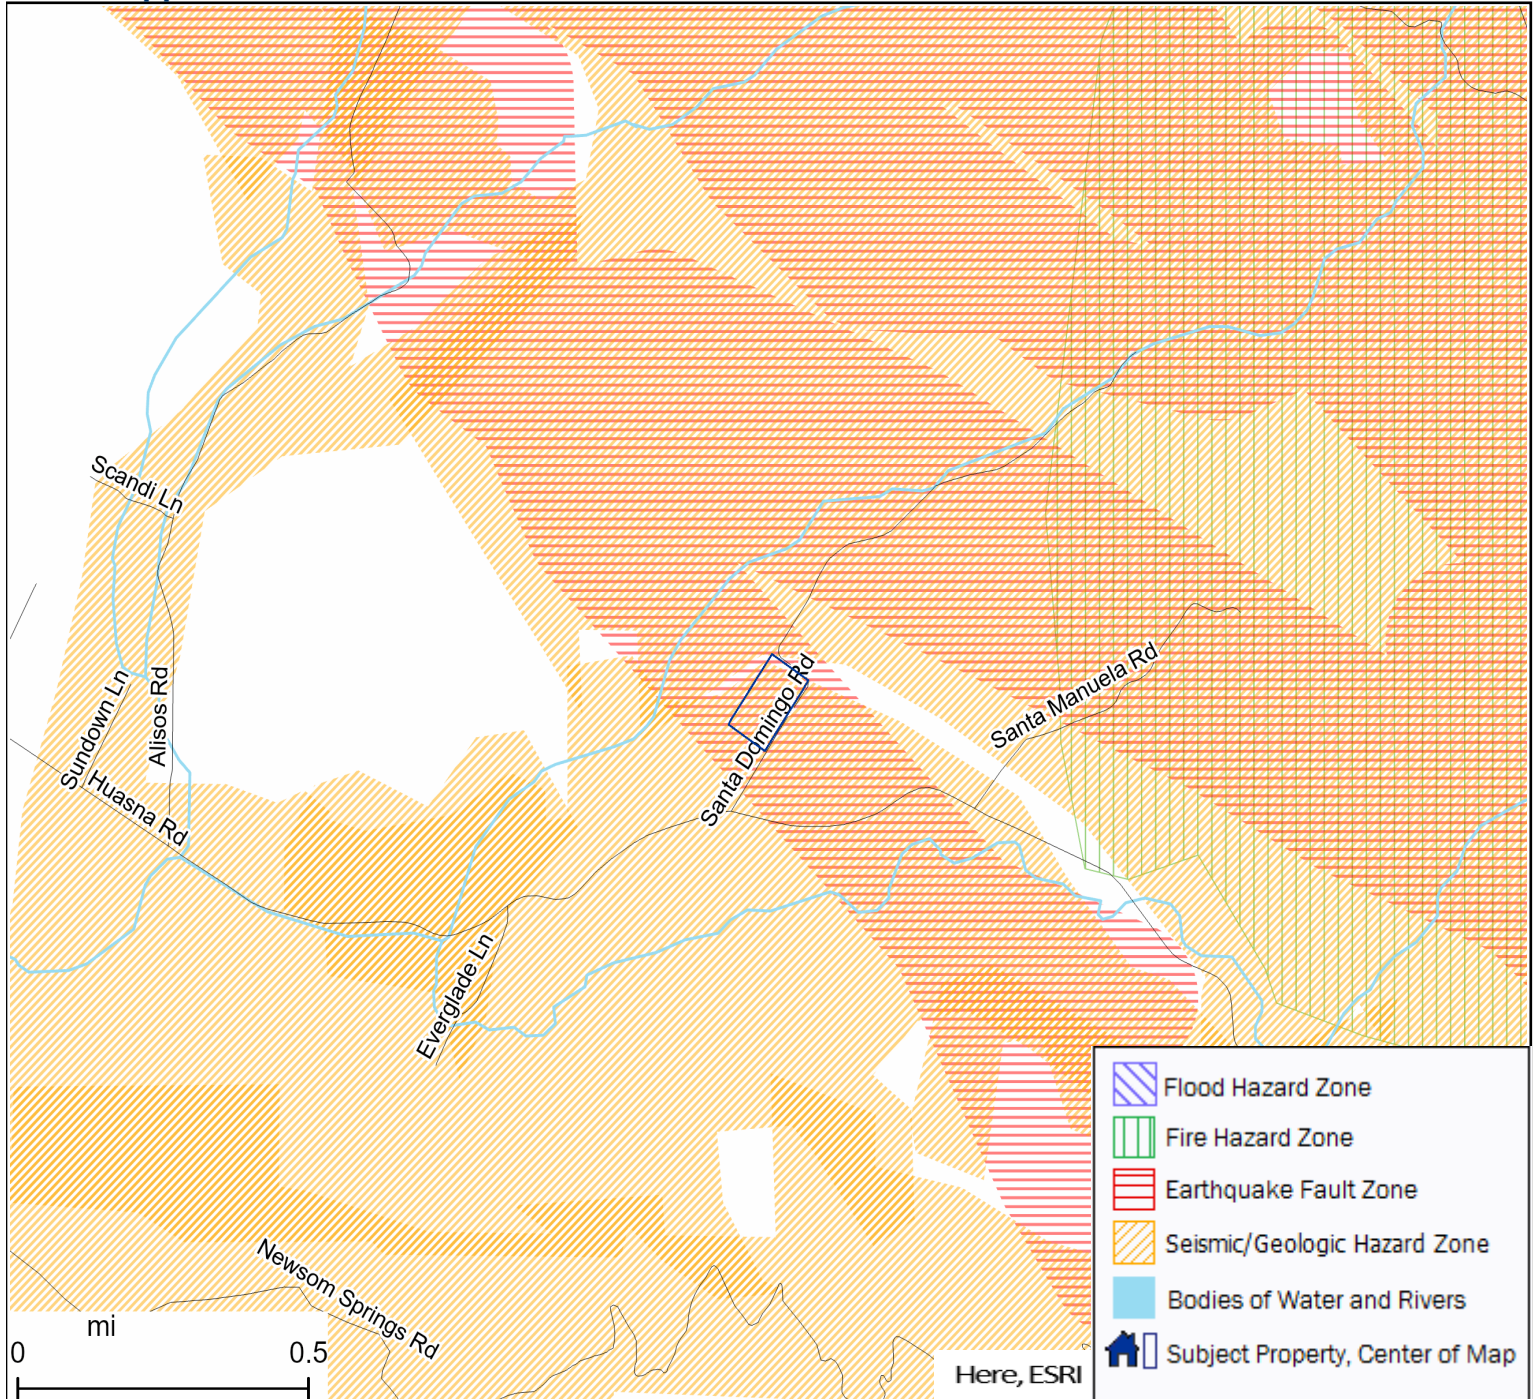 Scandi Ln
Santa Domingo Rd
Santa Manuela Rd
Sundown Ln
Alisos Rd
Huasna Rd
Everglade Ln
Newsom Springs Rd
mi
0 0.5
Here, ESRI
Flood Hazard Zone
Fire Hazard Zone
Earthquake Fault Zone
Seismic/Geologic Hazard Zone
Bodies of Water and Rivers
Subject Property, Center of Map